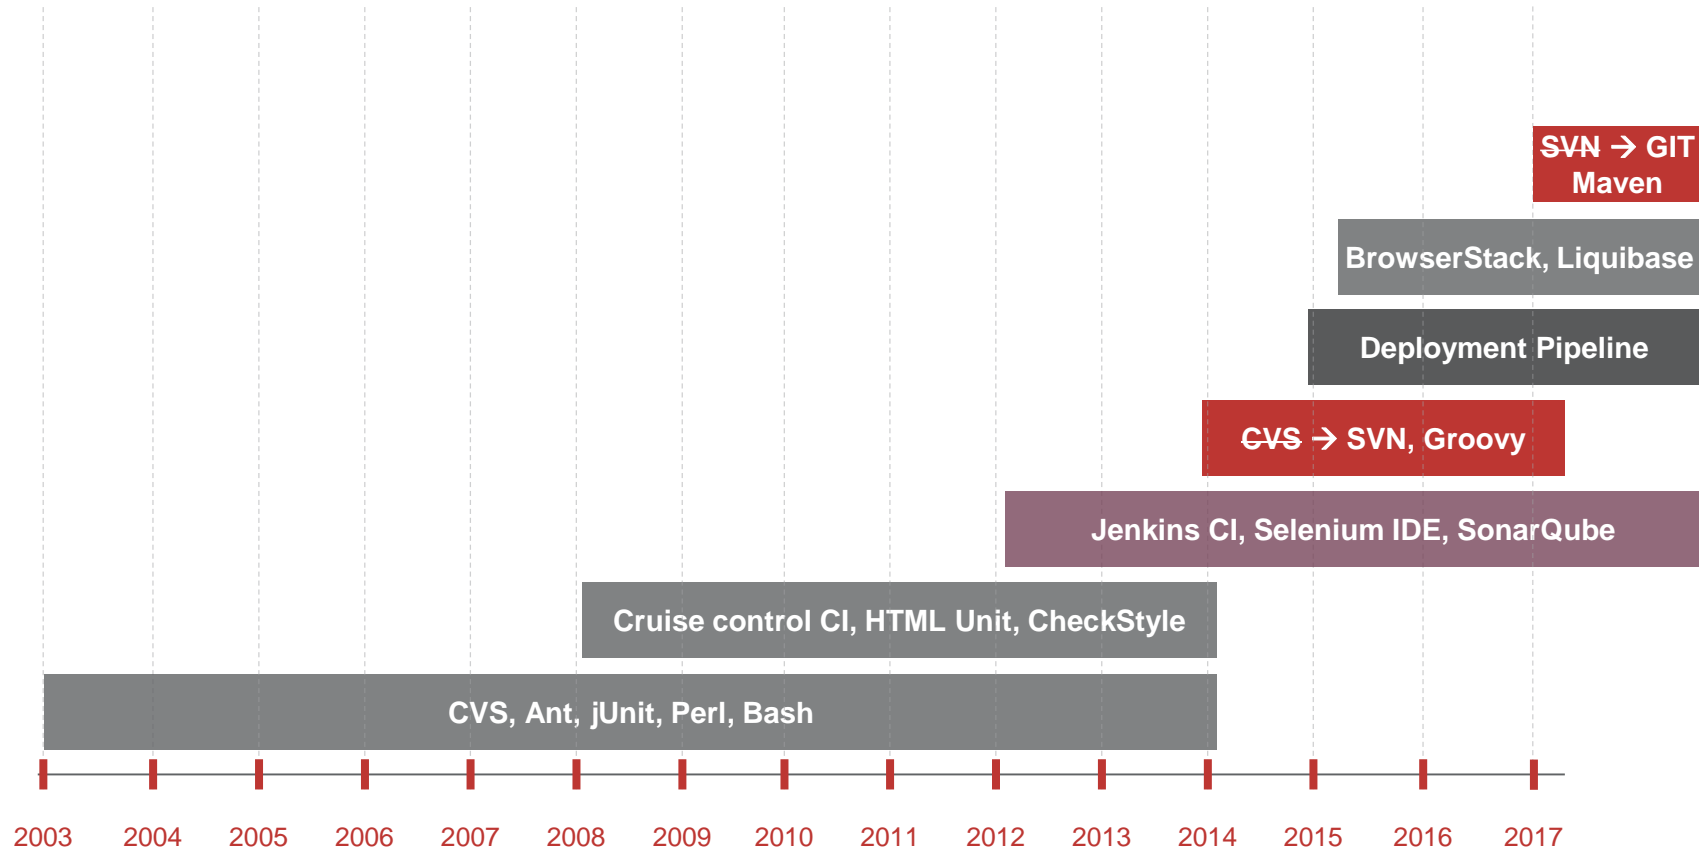 SVN → GIT
Maven
BrowserStack, Liquibase
Deployment Pipeline
CVS → SVN, Groovy
Jenkins CI, Selenium IDE, SonarQube
Cruise control CI, HTML Unit, CheckStyle
CVS, Ant, jUnit, Perl, Bash
2003 2004 2005 2006 2007 2008 2009 2010 2011 2012 2013 2014 2015 2016 2017